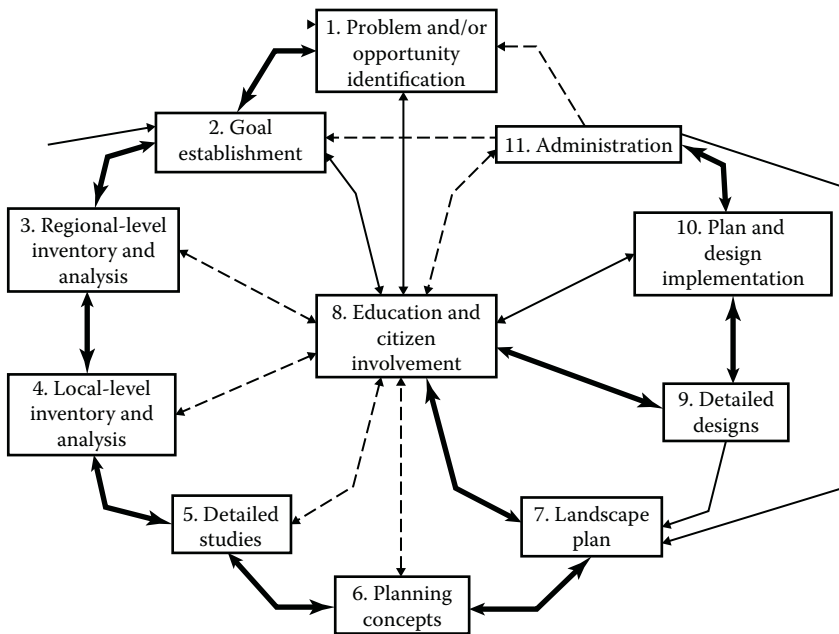 1. Problem and/or
opportunity
identification
2. Goal
establishment
11. Administration
3. Regional-level
inventory and
analysis
10. Plan and
design
implementation
8. Education and
citizen
involvement
4. Local-level
inventory and
analysis
9. Detailed
designs
5. Detailed
studies
7. Landscape
plan
6. Planning
concepts